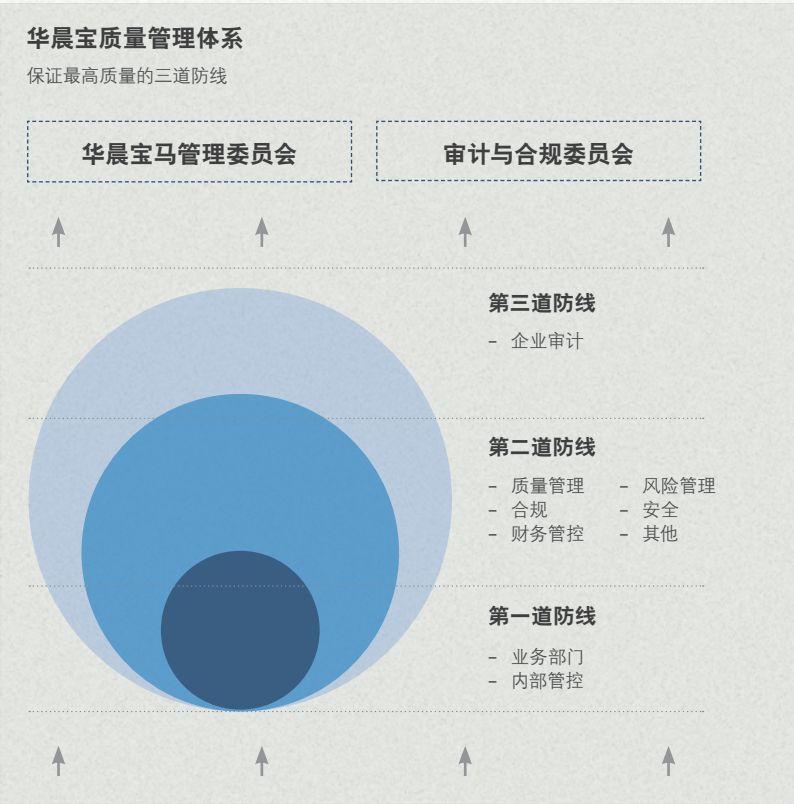 华晨宝质量管理体系
保证最高质量的三道防线
华晨宝马管理委员会
审计与合规委员会
第三道防线
– 企业审计
第二道防线
– 质量管理 – 风险管理
– 合规 – 安全
– 财务管控 – 其他
第一道防线
– 业务部门
– 内部管控